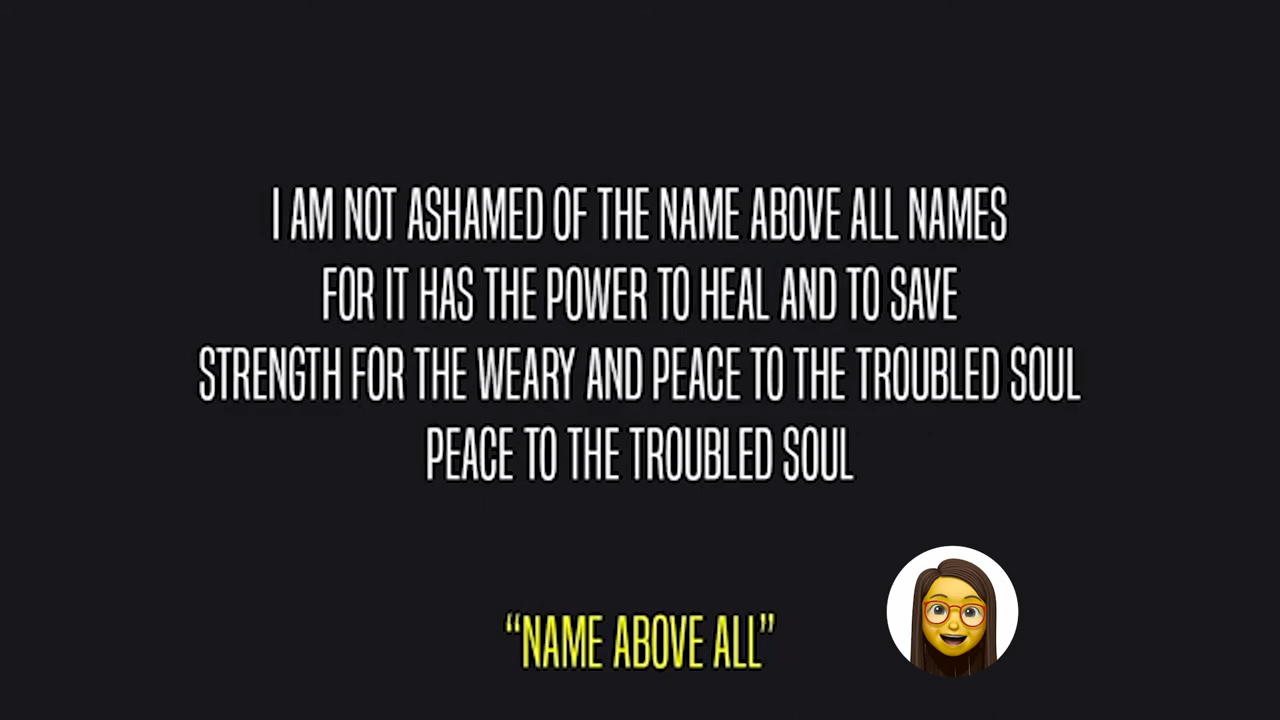 I AM NOT ASHAMED OF THE NAME ABOVE ALL NAMES
FOR IT HAS THE POWER TO HEAL AND TO SAVE
STRENGTH FOR THE WEARY AND PEACE TO THE TROUBLED SOUL
PEACE TO THE TROUBLED SOUL
“NAME ABOVE ALL”